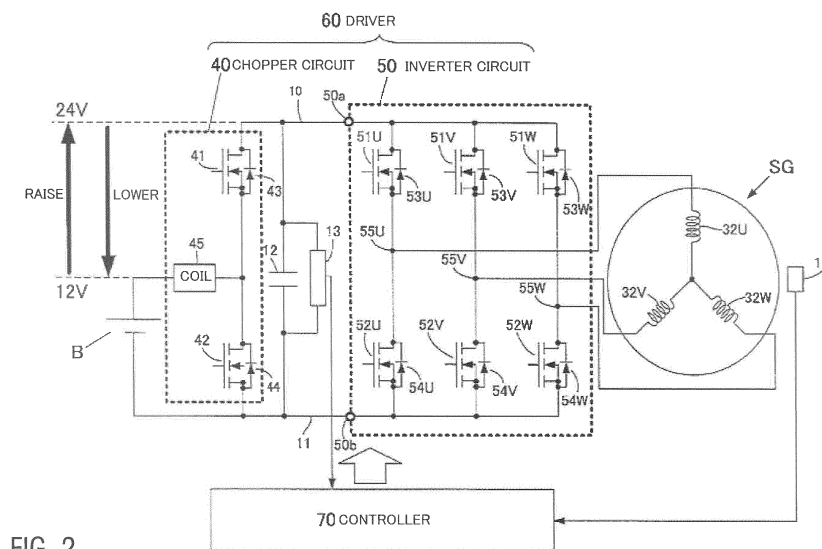 60 DRIVER
40 CHOPPER CIRCUIT
50 INVERTER CIRCUIT
24V
10
50a
41
43
51U
51V
51W
SG
RAISE
LOWER
53U
53V
53W
45
COIL
12
13
55U
32U
1
12V
55V
32V
32W
55W
B
42
44
52U
52V
52W
54U
54V
54W
11
50b
70 CONTROLLER
FIG. 2